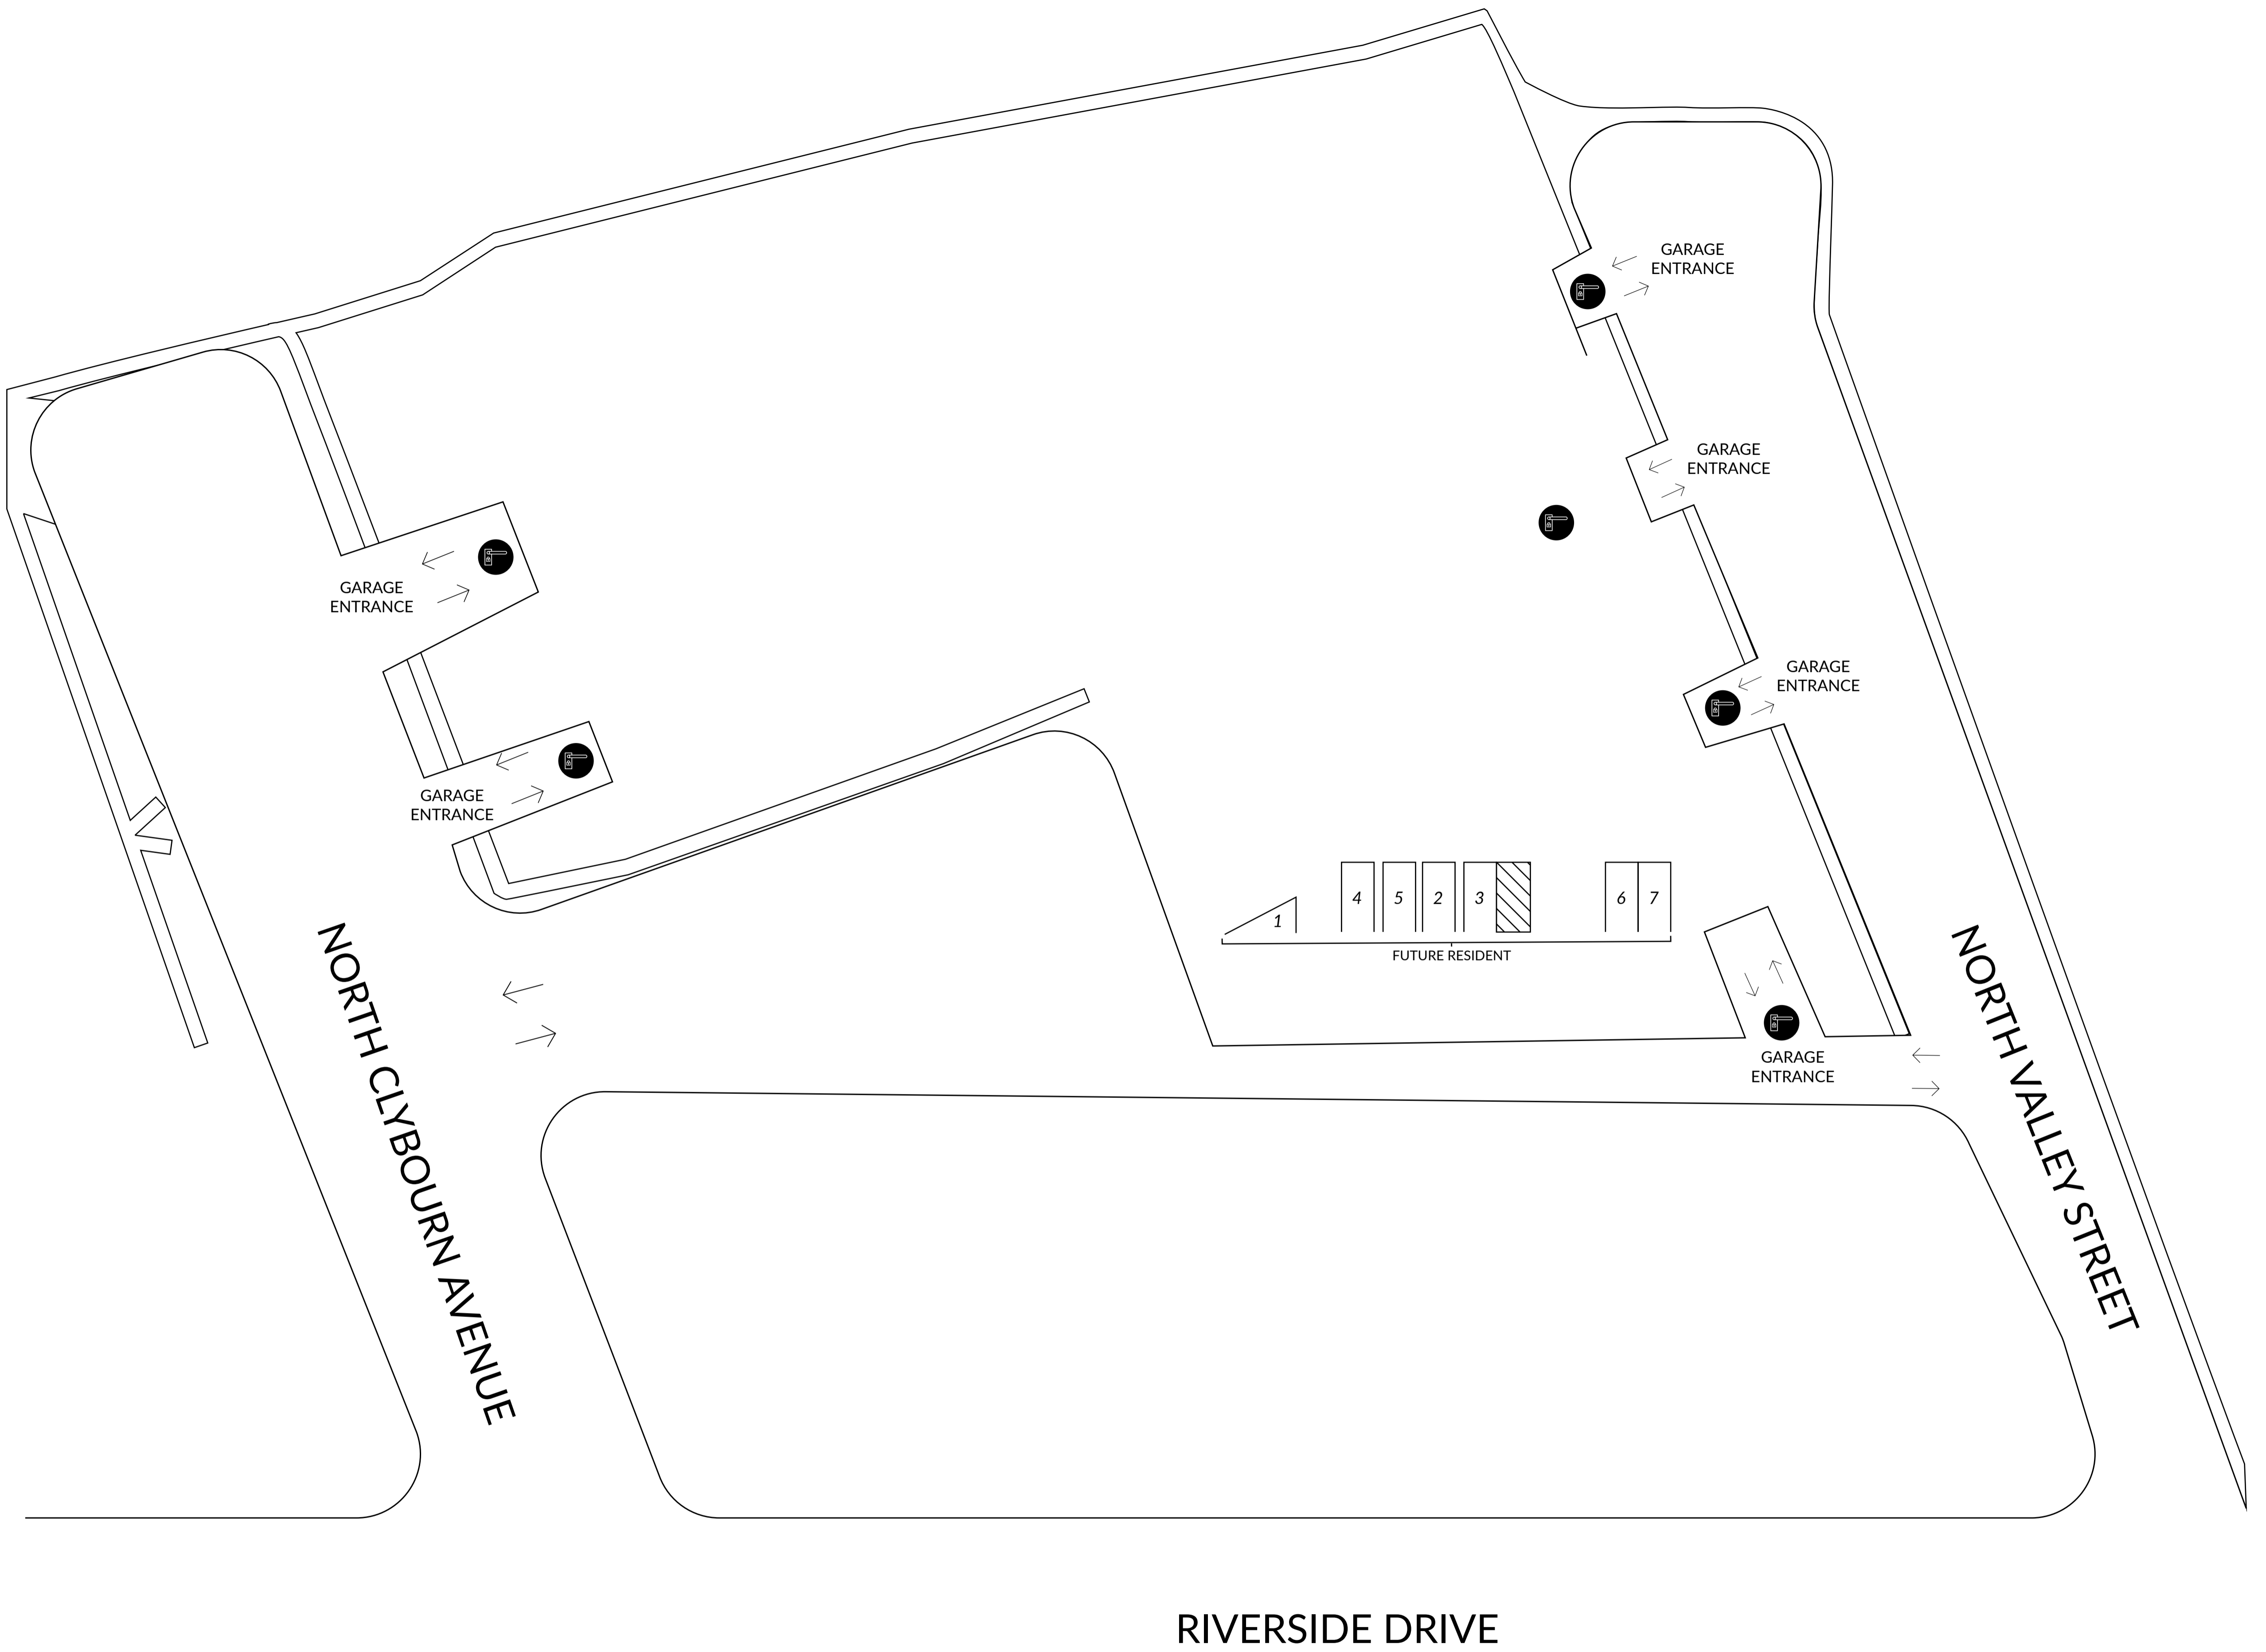 GARAGE
ENTRANCE
GARAGE
ENTRANCE
GARAGE
ENTRANCE
GARAGE
ENTRANCE
GARAGE
ENTRANCE
1
4
5
2
3
6
7
FUTURE RESIDENT
GARAGE
ENTRANCE
NORTH CLYBOURN AVENUE
NORTH VALLEY STREET
RIVERSIDE DRIVE